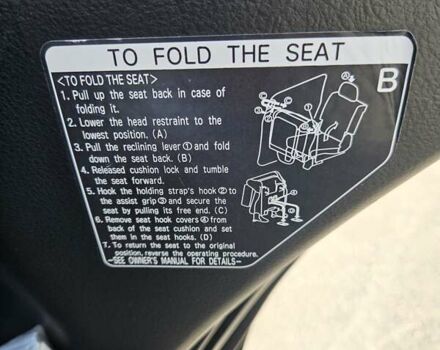 TO FOLD THE SEAT
<TO FOLD THE SEAT>
1. Pull up the seat back in case of
folding it.
2. Lower the head restraint to the
lowest position. (A)
3. Pull the reclining lever ① and fold
down the seat back. (B)
4. Released cushion lock and tumble
the seat forward.
5. Hook the holding strap's hook ② to
the assist grip ③ and secure the
seat by pulling its free end. (C)
6. Remove seat hook covers ④ from
back of the seat cushion and set
them in the seat hooks. (D)
7. To return the seat to the original
position, reverse the operating procedure.
–SEE OWNER'S MANUAL FOR DETAILS–
B